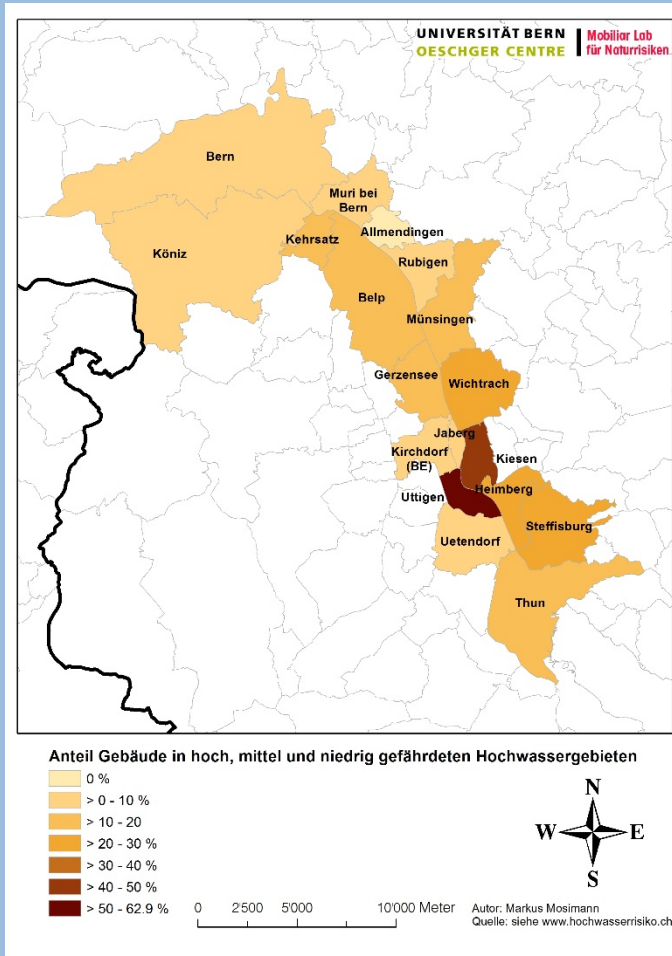 UNIVERSITÄT BERN
OESCHGER CENTRE
Mobiliar Lab
für Naturrisiken
Bern
Muri bei
Bern
Allmendingen
Köniz
Kehrsatz
Rubigen
Belp
Münsingen
Gerzensee
Wichtrach
Jaberg
Kirchdorf
(BE)
Kiesen
Heimberg
Uttigen
Steffisburg
Uetendorf
Thun
Anteil Gebäude in hoch, mittel und niedrig gefährdeten Hochwassergebieten
0 %
> 0 - 10 %
> 10 - 20
> 20 - 30 %
> 30 - 40 %
> 40 - 50 %
> 50 - 62.9 %
N
W E
S
0 2'500 5'000 10'000 Meter
Autor: Markus Mosimann
Quelle: siehe www.hochwasserrisiko.ch